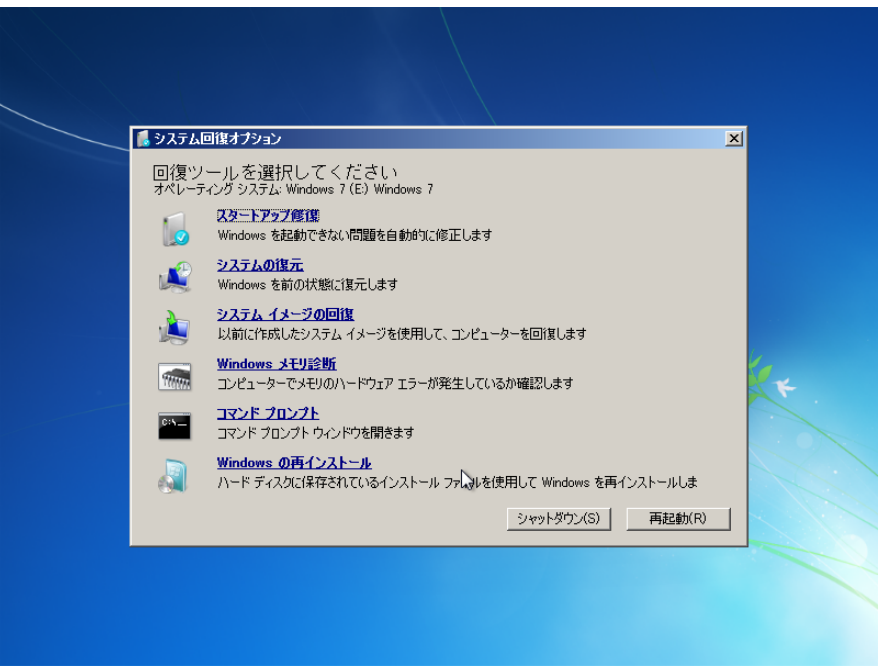 システム回復オプション
回復ツールを選択してください
オペレーティング システム: Windows 7 (E:) Windows 7
スタートアップ修復
Windows を起動できない問題を自動的に修正します
システムの復元
Windows を前の状態に復元します
システム イメージの回復
以前に作成したシステム イメージを使用して、コンピューターを回復します
Windows メモリ診断
コンピューターでメモリのハードウェア エラーが発生しているか確認します
C:\_
コマンド プロンプト
コマンド プロンプト ウィンドウを開きます
Windows の再インストール
ハード ディスクに保存されているインストール ファイルを使用して Windows を再インストールしま
シャットダウン(S) 再起動(R)